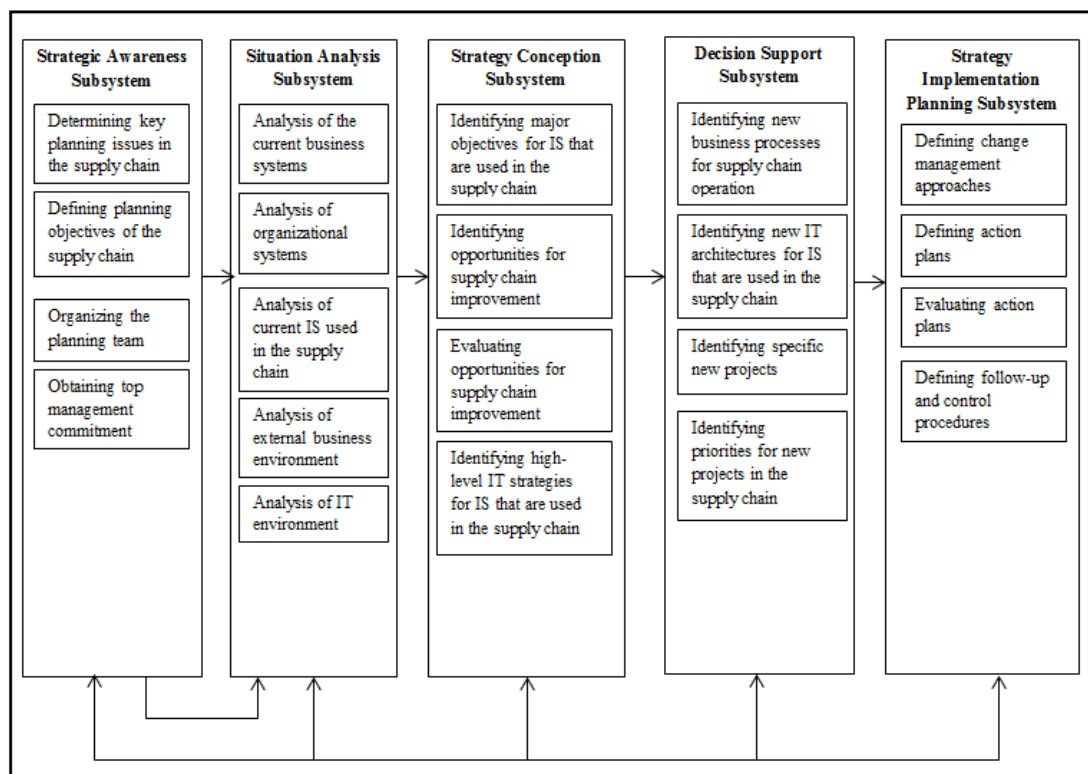 Strategic Awareness
Subsystem
Determining key
planning issues in
the supply chain
Defining planning
objectives of the
supply chain
Organizing the
planning team
Obtaining top
management
commitment
Situation Analysis
Subsystem
Analysis of the
current business
systems
Analysis of
organizational
systems
Analysis of
current IS used
in the supply
chain
Analysis of
external business
environment
Analysis of IT
environment
Strategy Conception
Subsystem
Identifying major
objectives for IS that
are used in the
supply chain
Identifying
opportunities for
supply chain
improvement
Evaluating
opportunities for
supply chain
improvement
Identifying high-
level IT strategies
for IS that are used
in the supply chain
Decision Support
Subsystem
Identifying new
business processes
for supply chain
operation
Identifying new IT
architectures for IS
that are used in the
supply chain
Identifying specific
new projects
Identifying
priorities for new
projects in the
supply chain
Strategy
Implementation
Planning Subsystem
Defining change
management
approaches
Defining action
plans
Evaluating action
plans
Defining follow-up
and control
procedures